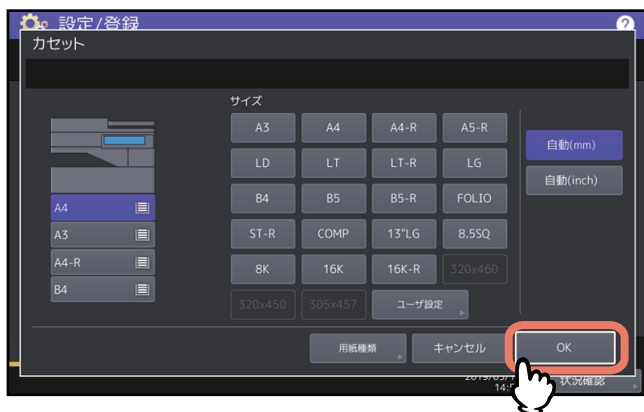 設定/登録
?
カセット
サイズ
A3 A4 A4-R A5-R
自動(mm)
LD LT LT-R LG
自動(inch)
B4 B5 B5-R FOLIO
A4
ST-R COMP 13"LG 8.5SQ
A3
A4-R
8K 16K 16K-R 320x460
B4
320x450 305x457 ユーザ設定
用紙種類 キャンセル OK
状況確認